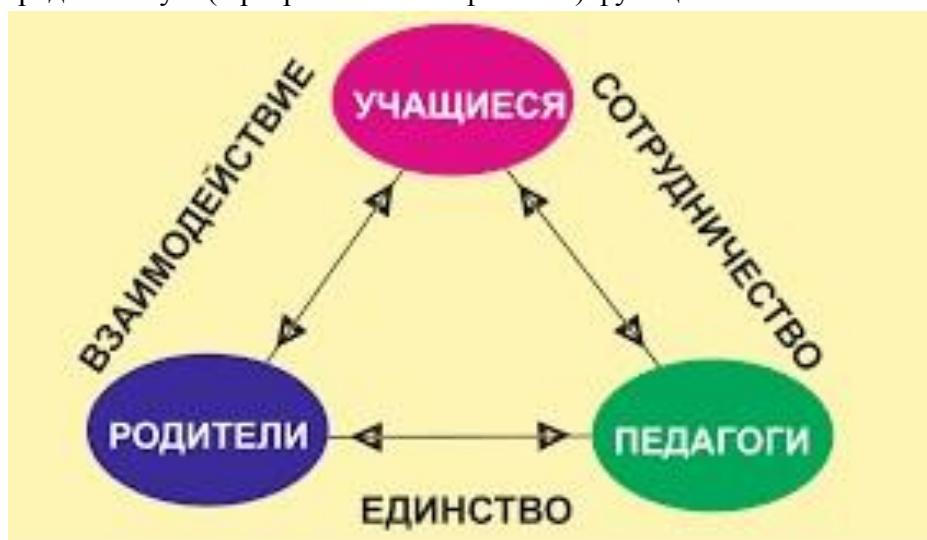 УЧАЩИЕСЯ
ВЗАИМОДЕЙСТВИЕ
СОТРУДНИЧЕСТВО
РОДИТЕЛИ
ПЕДАГОГИ
ЕДИНСТВО